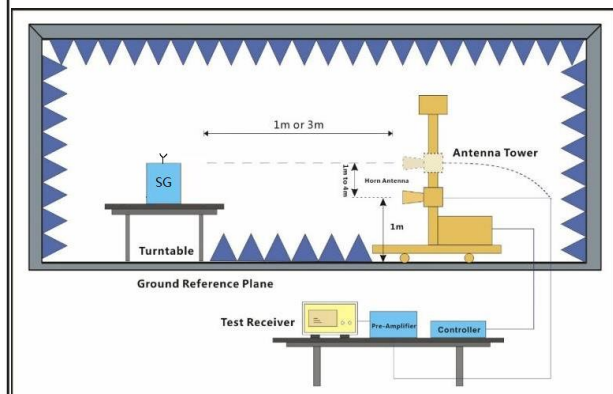 1m or 3m
Antenna Tower
SG
1m to 4m
Horn Antenna
1m
Turntable
Ground Reference Plane
Test Receiver
Pre-Amplifier
Controller